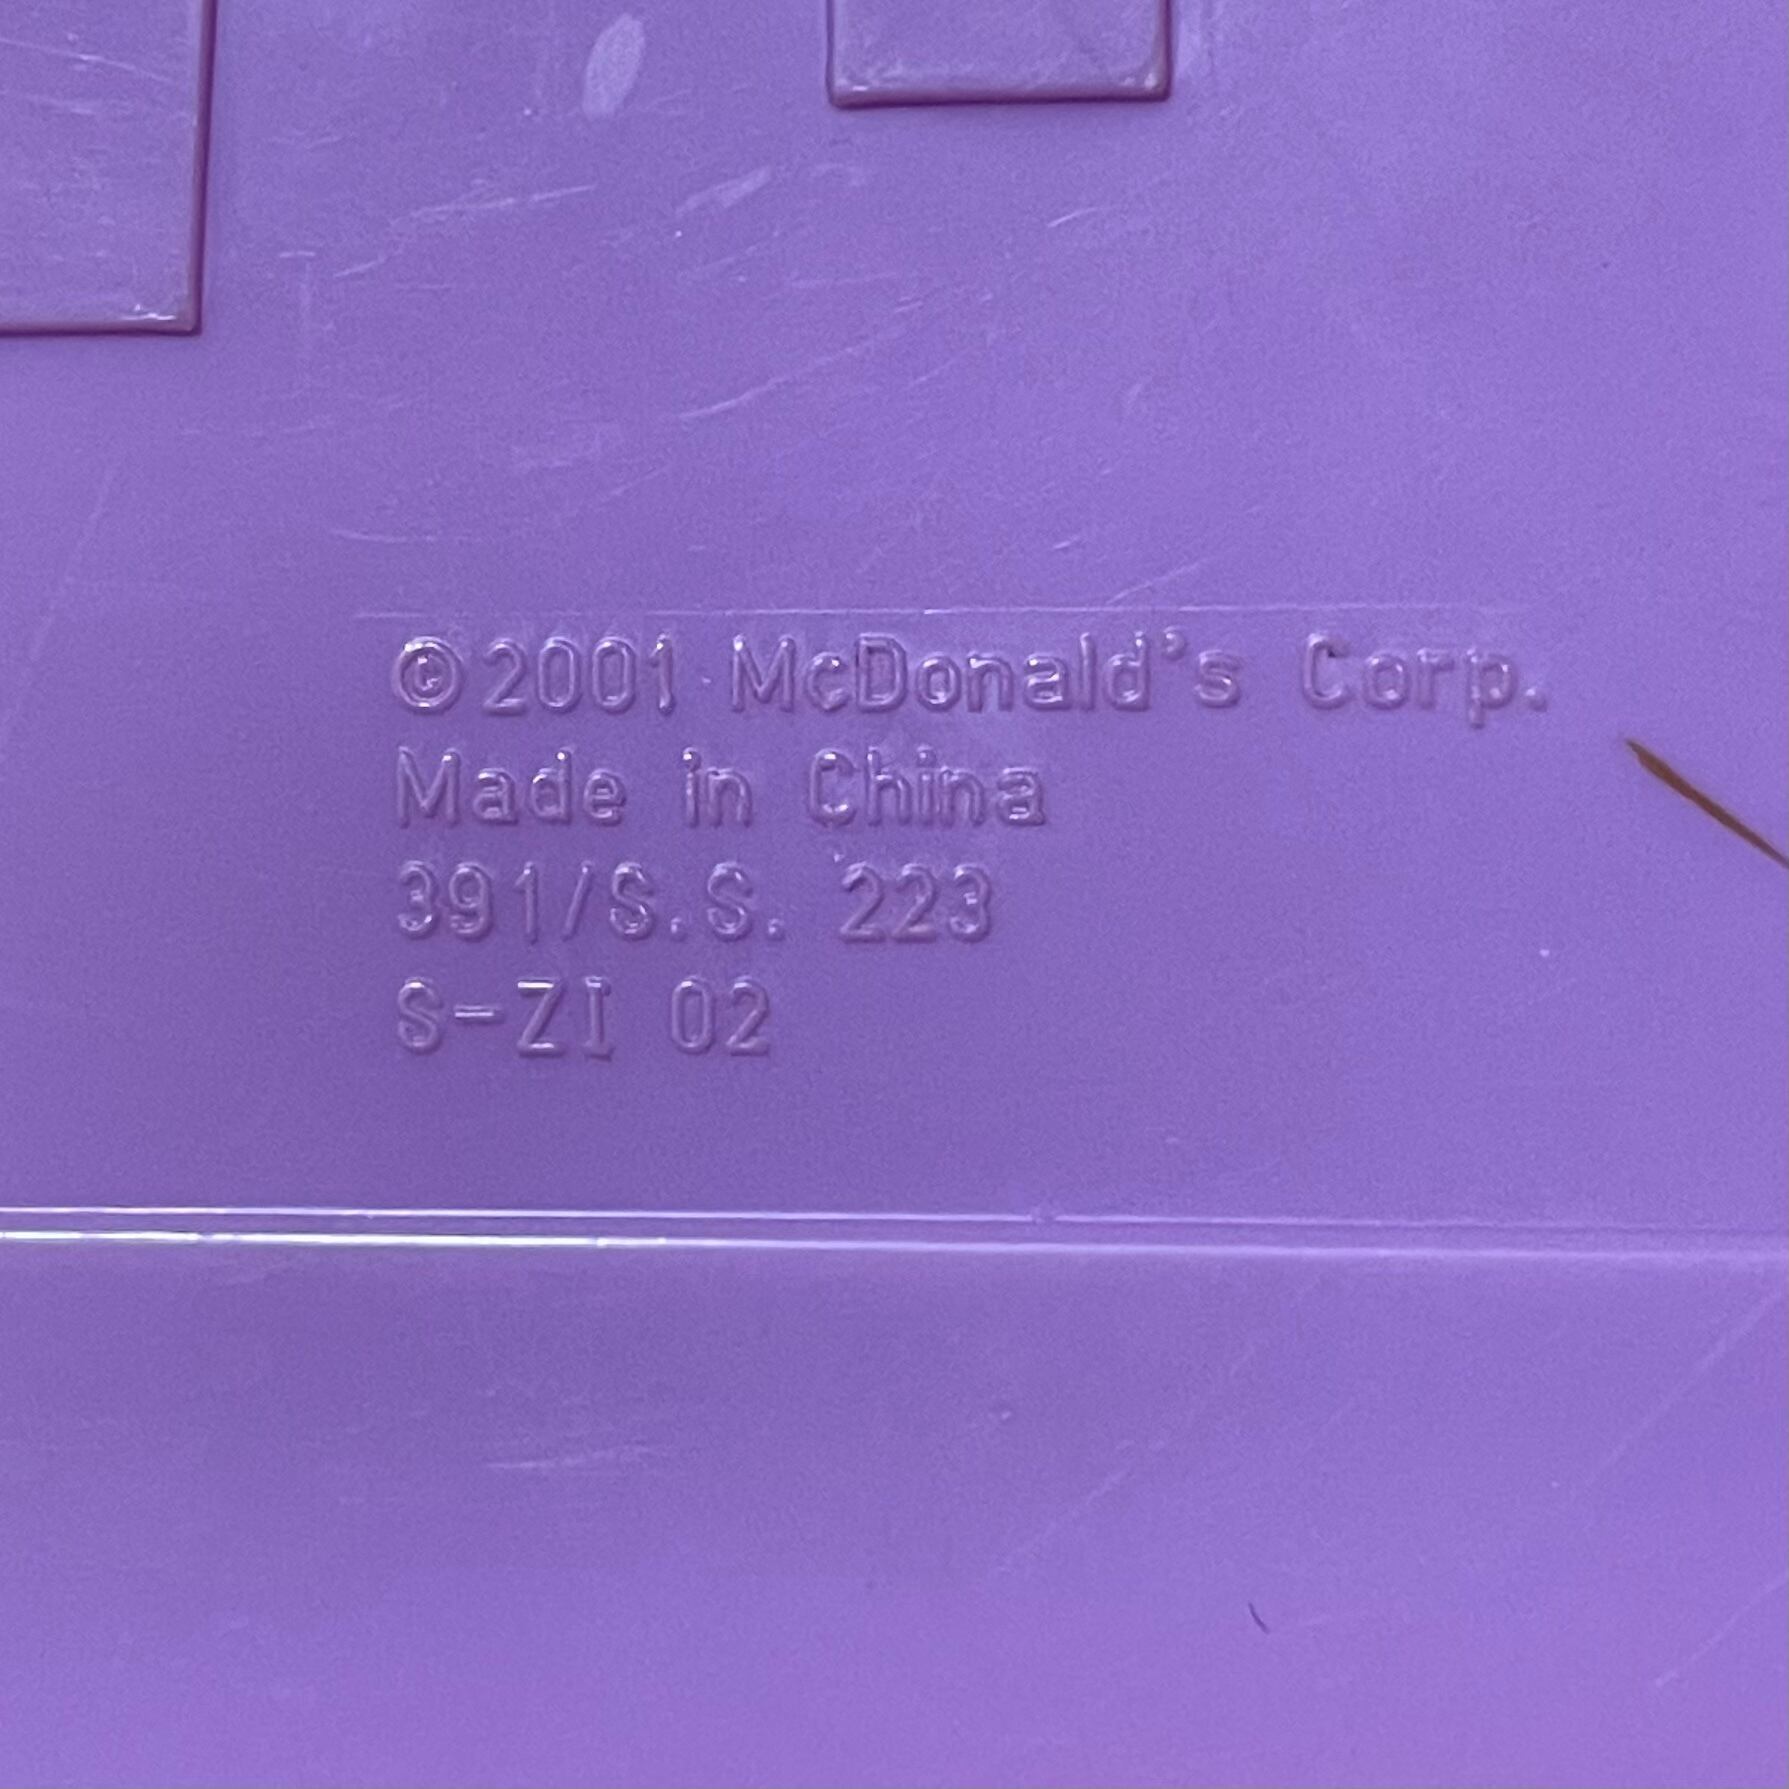 ©2001 McDonald's Corp.
Made in China
391/S.S. 223
S-ZI 02